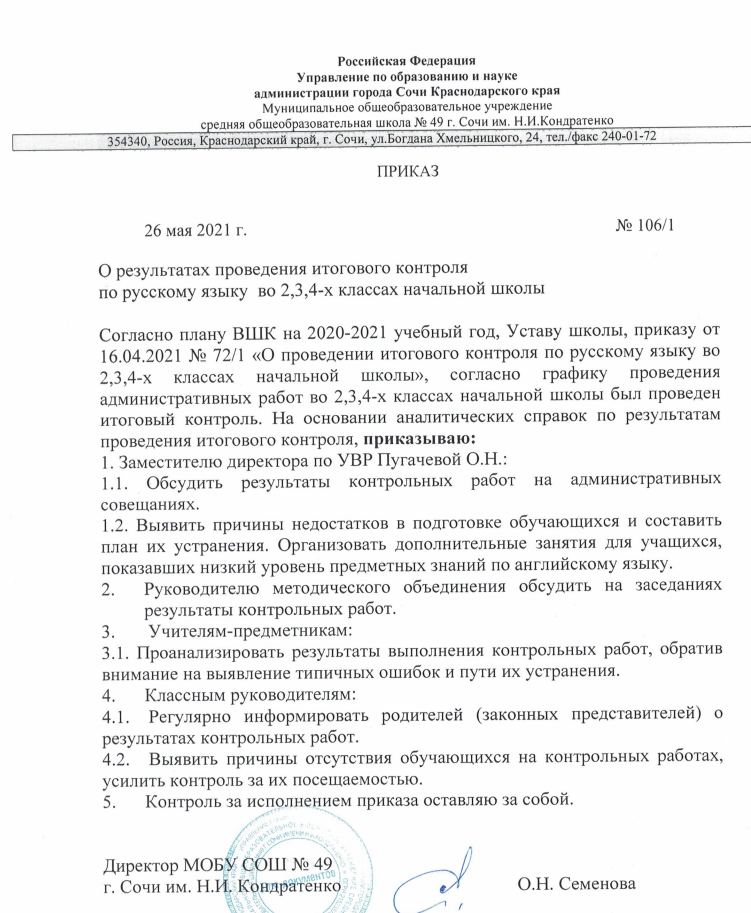 Российская Федерация
Управление по образованию и науке
администрации города Сочи Краснодарского края
Муниципальное общеобразовательное учреждение
средняя общеобразовательная школа № 49 г. Сочи им. Н.И.Кондратенко
354340, Россия, Краснодарский край, г. Сочи, ул.Богдана Хмельницкого, 24, тел./факс 240-01-72
ПРИКАЗ
26 мая 2021 г. № 106/1
О результатах проведения итогового контроля
по русскому языку во 2,3,4-х классах начальной школы
Согласно плану ВШК на 2020-2021 учебный год, Уставу школы, приказу от
16.04.2021 № 72/1 «О проведении итогового контроля по русскому языку во
2,3,4-х классах начальной школы», согласно графику проведения
административных работ во 2,3,4-х классах начальной школы был проведен
итоговый контроль. На основании аналитических справок по результатам
проведения итогового контроля, приказываю:
1. Заместителю директора по УВР Пугачевой О.Н.:
1.1. Обсудить результаты контрольных работ на административных
совещаниях.
1.2. Выявить причины недостатков в подготовке обучающихся и составить
план их устранения. Организовать дополнительные занятия для учащихся,
показавших низкий уровень предметных знаний по английскому языку.
2. Руководителю методического объединения обсудить на заседаниях
результаты контрольных работ.
3. Учителям-предметникам:
3.1. Проанализировать результаты выполнения контрольных работ, обратив
внимание на выявление типичных ошибок и пути их устранения.
4. Классным руководителям:
4.1. Регулярно информировать родителей (законных представителей) о
результатах контрольных работ.
4.2. Выявить причины отсутствия обучающихся на контрольных работах,
усилить контроль за их посещаемостью.
5. Контроль за исполнением приказа оставляю за собой.
Директор МОБУ СОШ № 49
г. Сочи им. Н.И. Кондратенко О.Н. Семенова
ДОКУМЕНТОВ